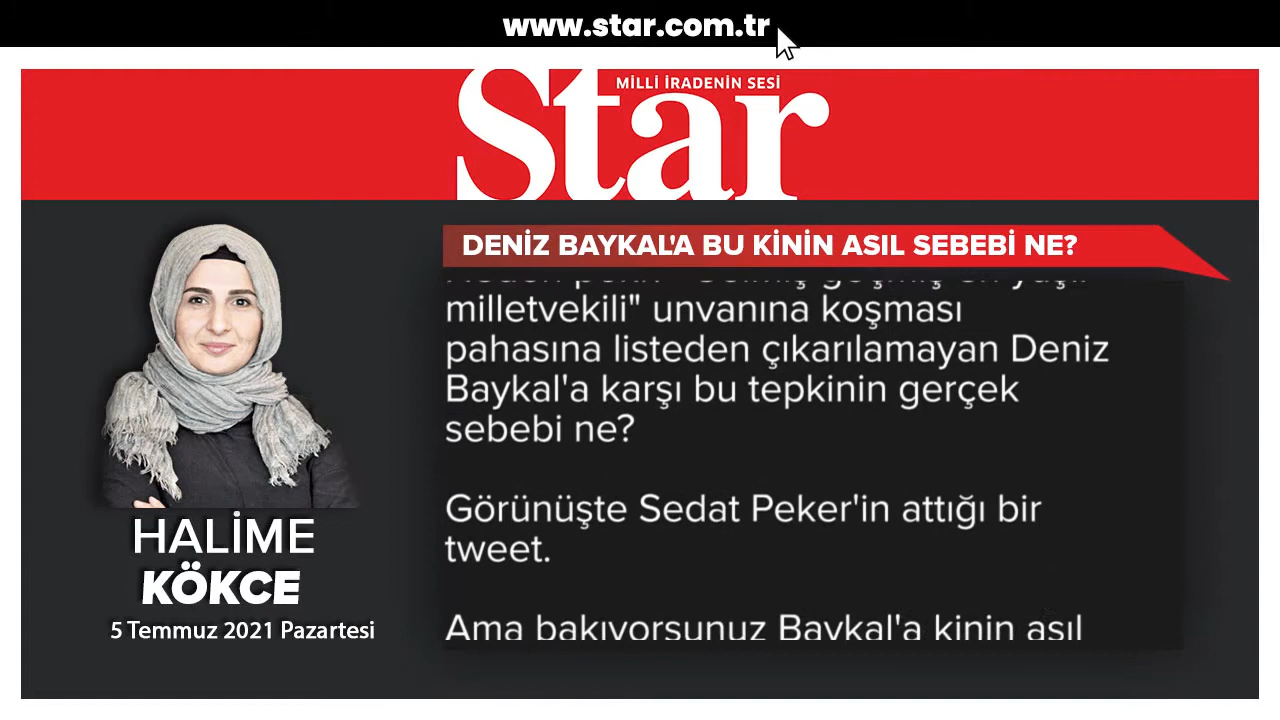 www.star.com.tr
MİLLİ İRADENİN SESİ
Star
DENİZ BAYKAL'A BU KİNİN ASIL SEBEBİ NE?
milletvekili" unvanına koşması
pahasına listeden çıkarılamayan Deniz
Baykal'a karşı bu tepkinin gerçek
sebebi ne?
Görünüşte Sedat Peker'in attığı bir
tweet.
Ama bakıyorsunuz Baykal'a kinin asıl
HALİME
KÖKCE
5 Temmuz 2021 Pazartesi